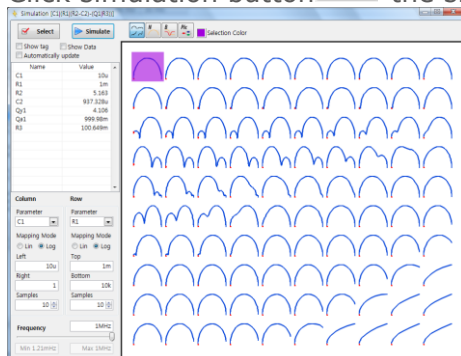 Click simulation button
the s
Simulation [C1](R1(R2-C2)-(Q1(R3)))
Select
Simulate
Selection Color
Show tag Show Data
Automatically update
Name Value
C1 10u
R1 1m
R2 5.163
C2 937.328u
Qy1 4.106
Qa1 999.98m
R3 100.649m
Column Row
Parameter Parameter
C1 R1
Mapping Mode Mapping Mode
Lin Log Lin Log
Left Top
10u 1m
Right Bottom
1 10k
Samples Samples
10 10
Frequency 1MHz
Min 1.21mHz Max 1MHz